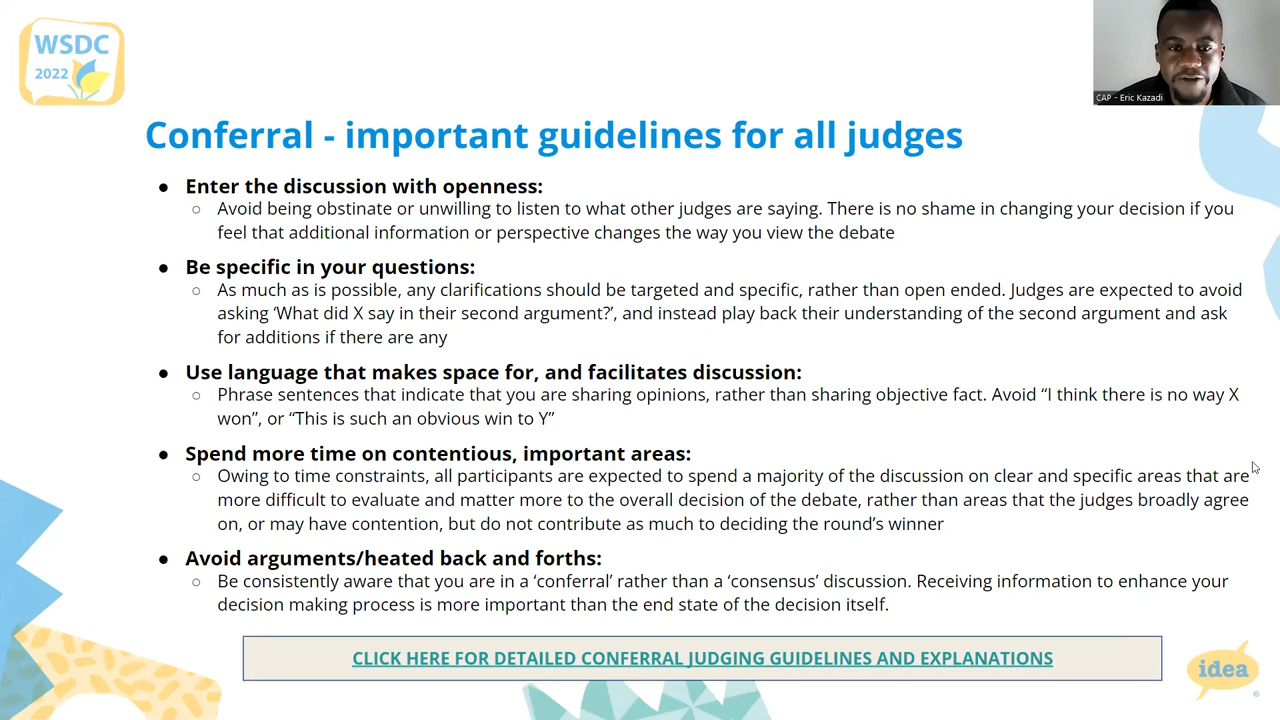 WSDC
2022
CAP - Eric Kazadi
Conferral - important guidelines for all judges
● Enter the discussion with openness:
○ Avoid being obstinate or unwilling to listen to what other judges are saying. There is no shame in changing your decision if you
feel that additional information or perspective changes the way you view the debate
● Be specific in your questions:
○ As much as is possible, any clarifications should be targeted and specific, rather than open ended. Judges are expected to avoid
asking ‘What did X say in their second argument?’, and instead play back their understanding of the second argument and ask
for additions if there are any
● Use language that makes space for, and facilitates discussion:
○ Phrase sentences that indicate that you are sharing opinions, rather than sharing objective fact. Avoid “I think there is no way X
won”, or “This is such an obvious win to Y”
● Spend more time on contentious, important areas:
○ Owing to time constraints, all participants are expected to spend a majority of the discussion on clear and specific areas that are
more difficult to evaluate and matter more to the overall decision of the debate, rather than areas that the judges broadly agree
on, or may have contention, but do not contribute as much to deciding the round’s winner
● Avoid arguments/heated back and forths:
○ Be consistently aware that you are in a ‘conferral’ rather than a ‘consensus’ discussion. Receiving information to enhance your
decision making process is more important than the end state of the decision itself.
CLICK HERE FOR DETAILED CONFERRAL JUDGING GUIDELINES AND EXPLANATIONS
idea
®